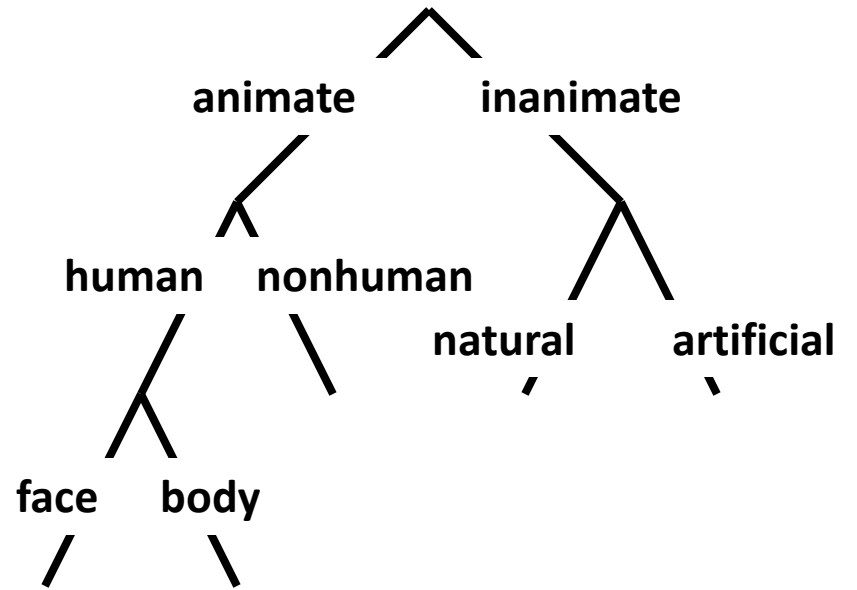 animate inanimate
human nonhuman
natural artificial
face body